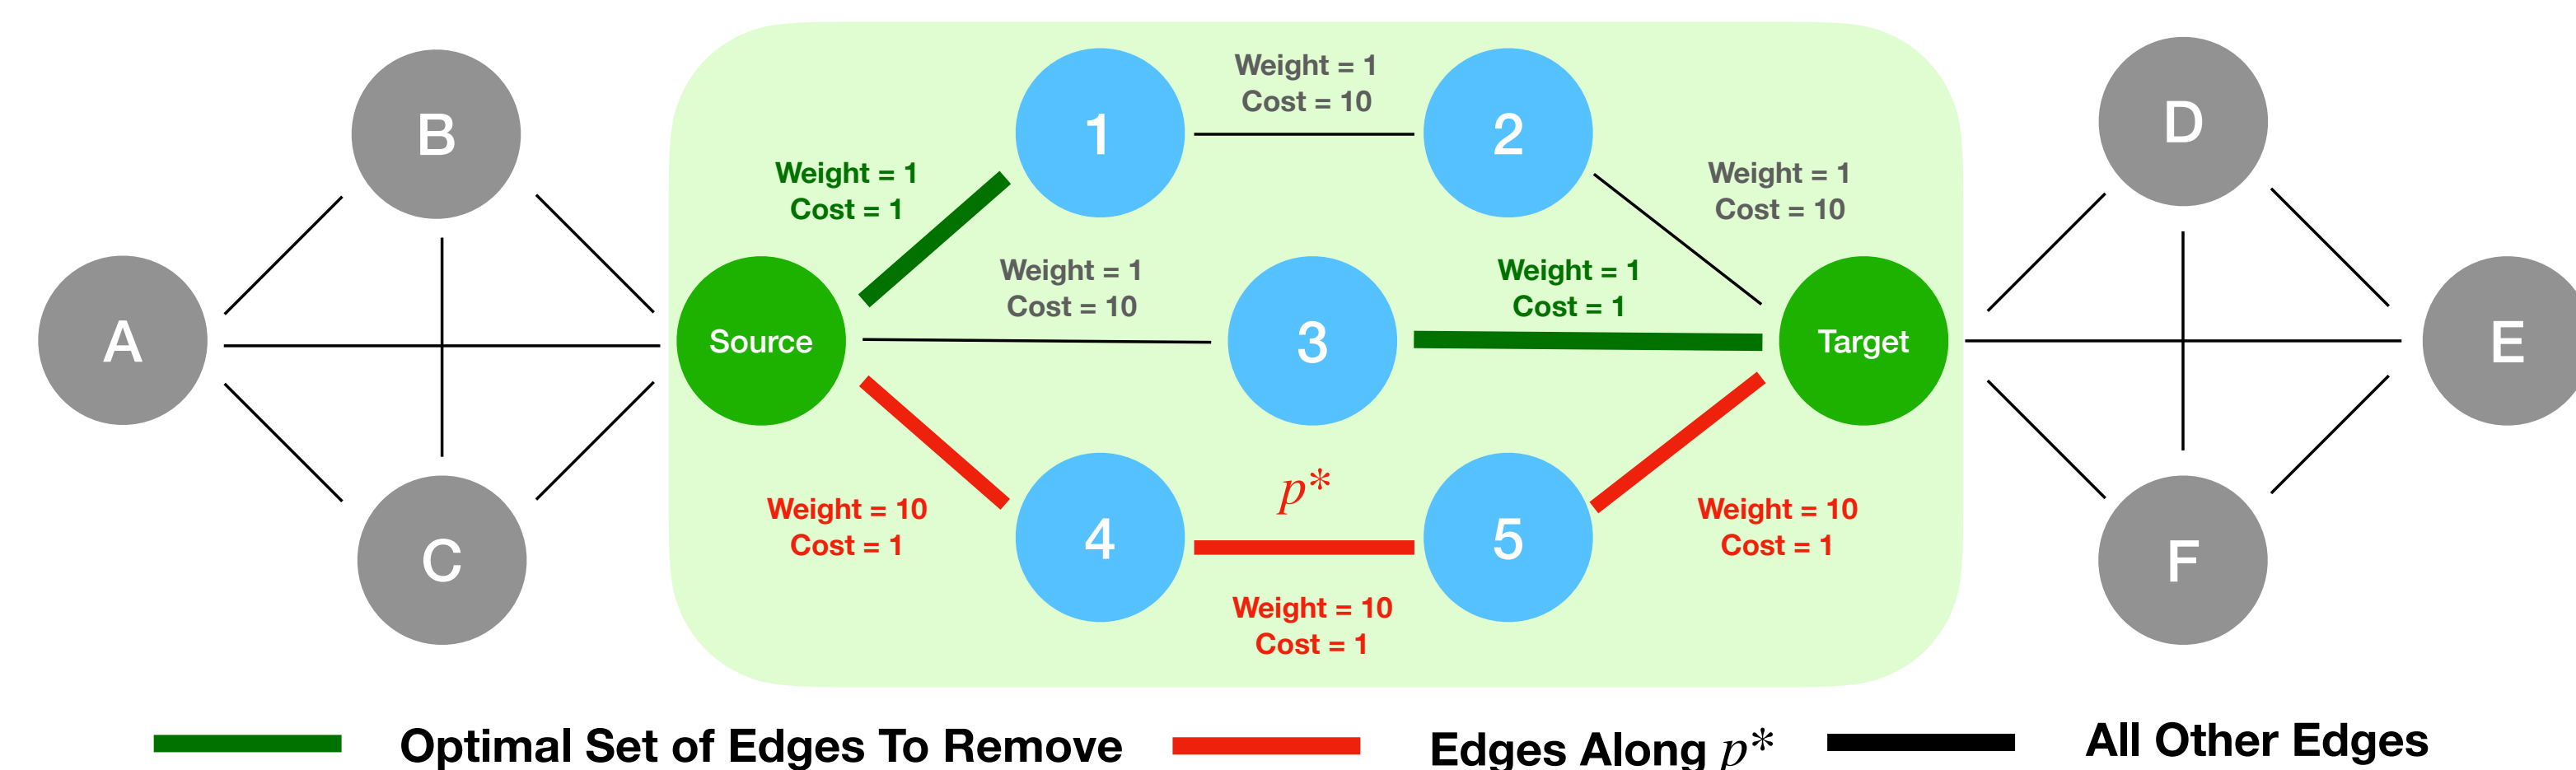 B
D
1
2
Weight = 1
Cost = 10
Weight = 1
Cost = 1
Weight = 1
Cost = 10
Weight = 1
Cost = 10
Weight = 1
Cost = 1
A
Source
3
Target
E
Weight = 10
Cost = 1
p*
Weight = 10
Cost = 1
4
5
C
F
Weight = 10
Cost = 1
Optimal Set of Edges To Remove
Edges Along p*
All Other Edges